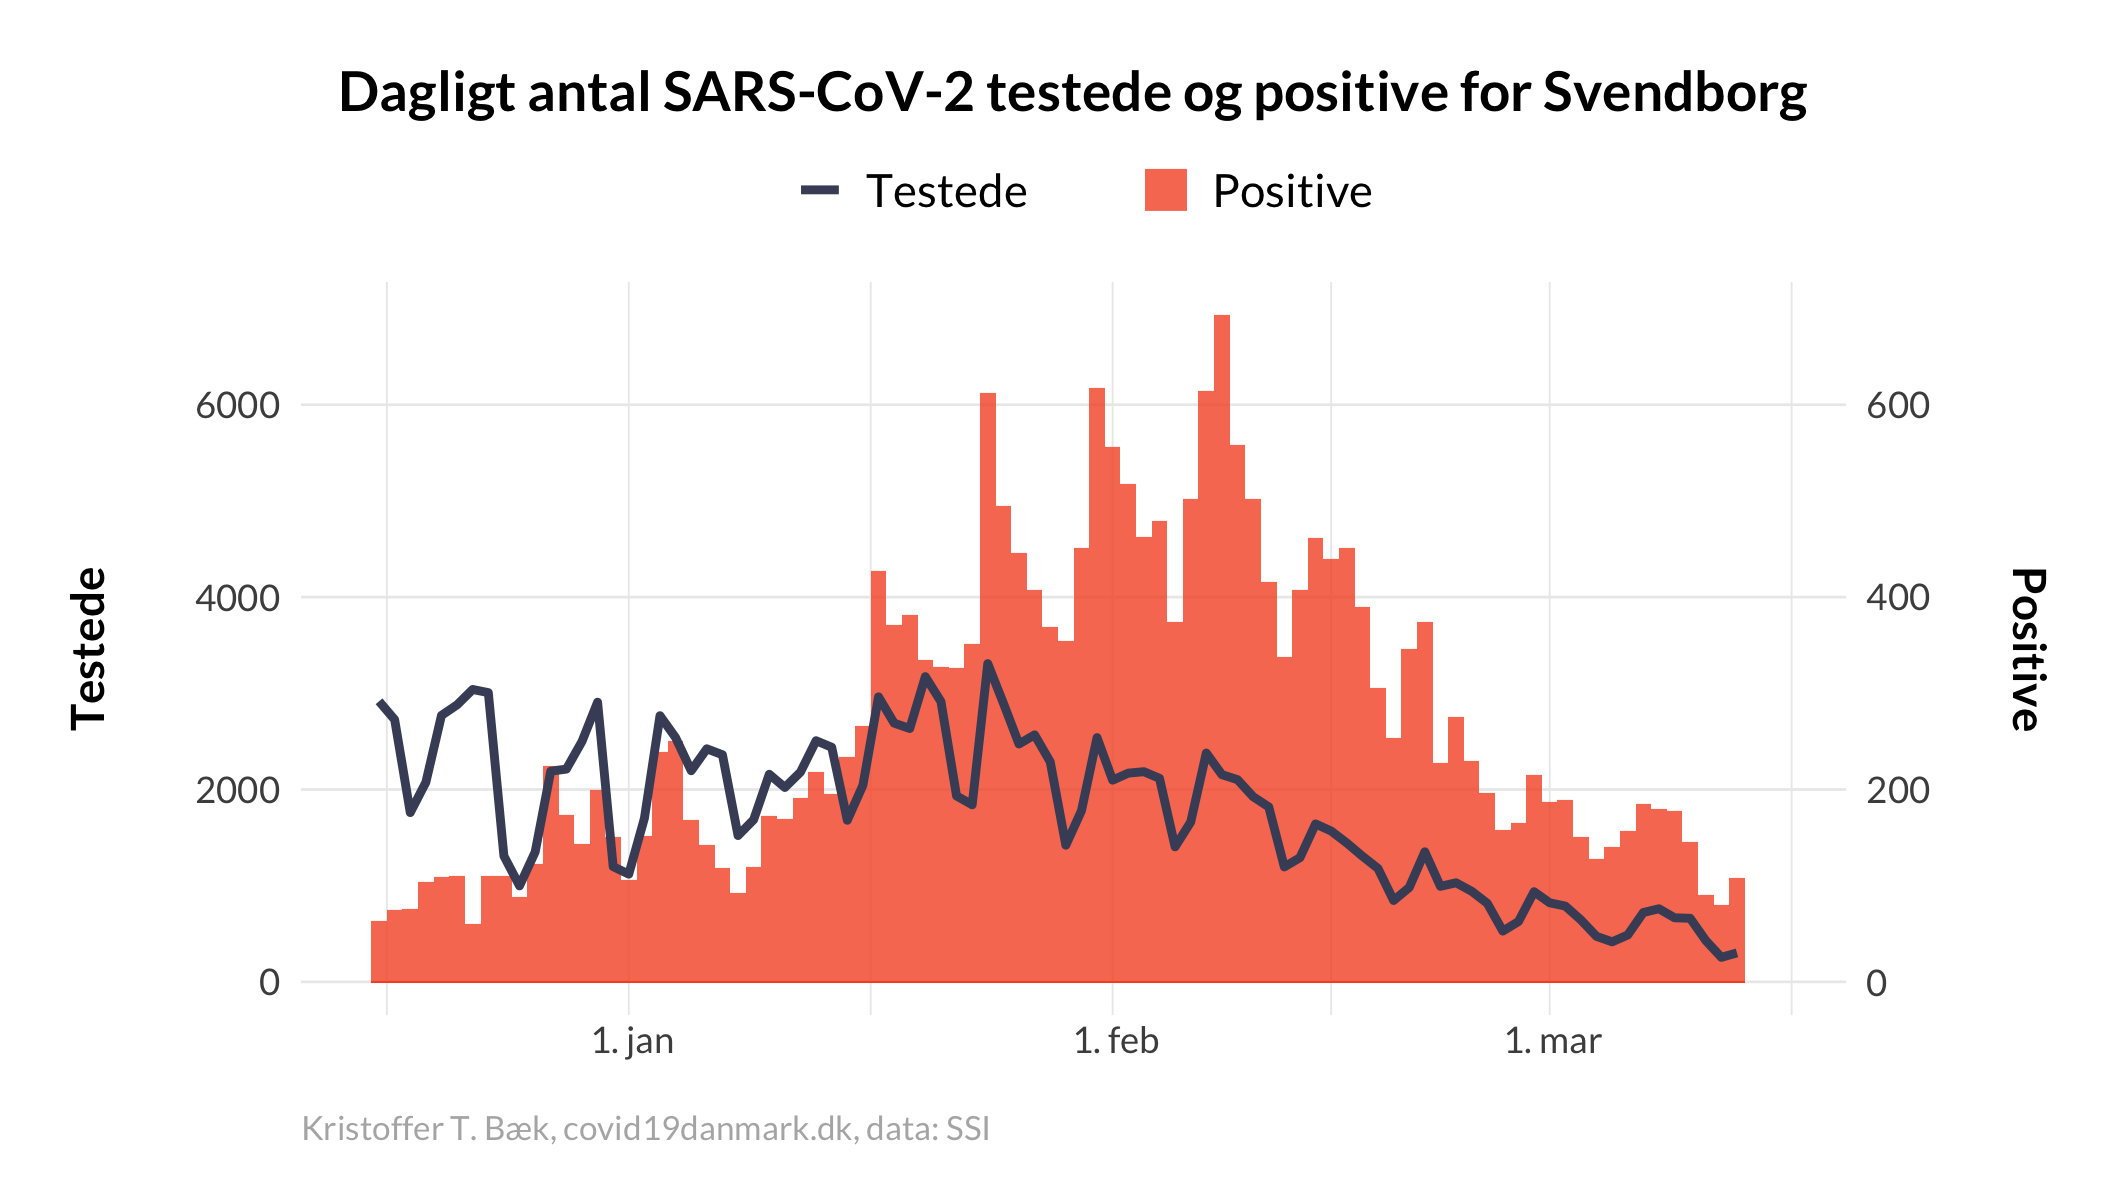 Dagligt antal SARS-CoV-2 testede og positive for Svendborg
Testede
Positive
Testede
6000
4000
2000
0
600
400
200
0
Positive
1. jan
1. feb
1. mar
Kristoffer T. Bæk, covid19danmark.dk, data: SSI